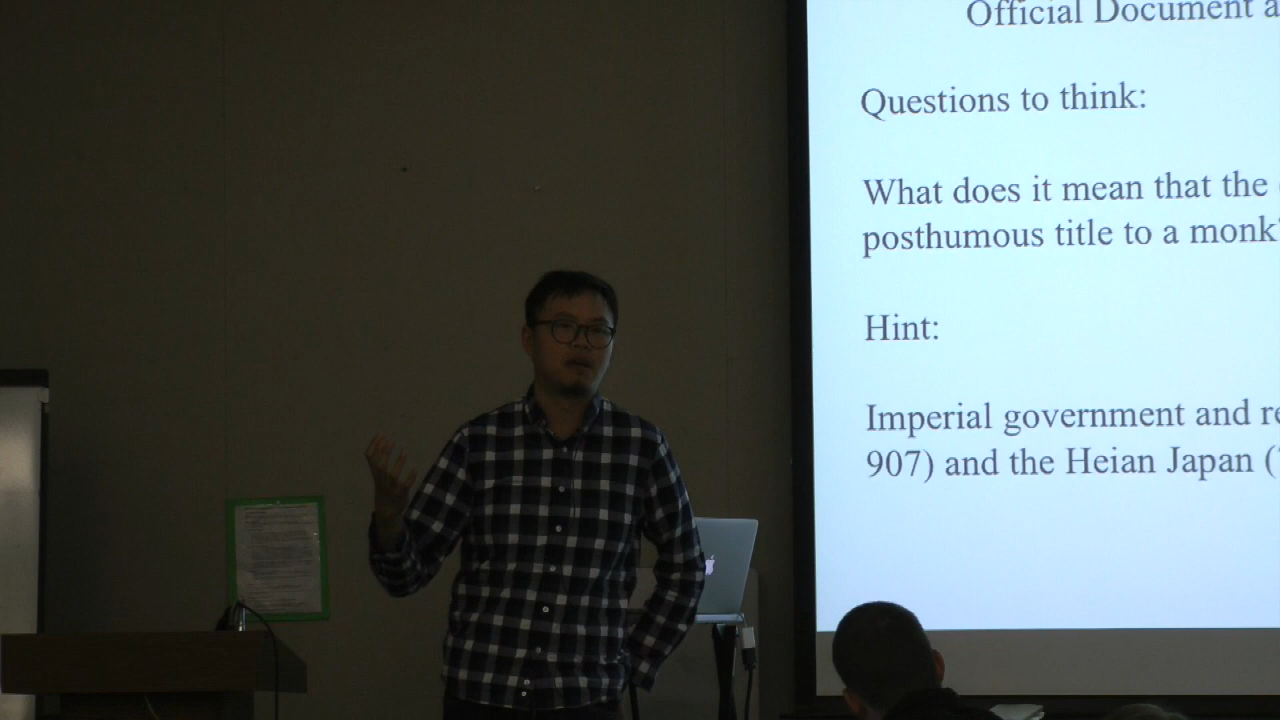 Official Document a
Questions to think:
What does it mean that the
posthumous title to a monk
Hint:
Imperial government and re
907) and the Heian Japan (